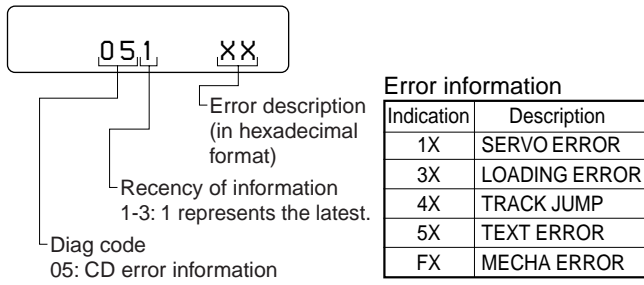 051 XX
Error description
(in hexadecimal
format)
Recency of information
1-3: 1 represents the latest.
Diag code
05: CD error information
Error information
Indication Description
1X SERVO ERROR
3X LOADING ERROR
4X TRACK JUMP
5X TEXT ERROR
FX MECHA ERROR